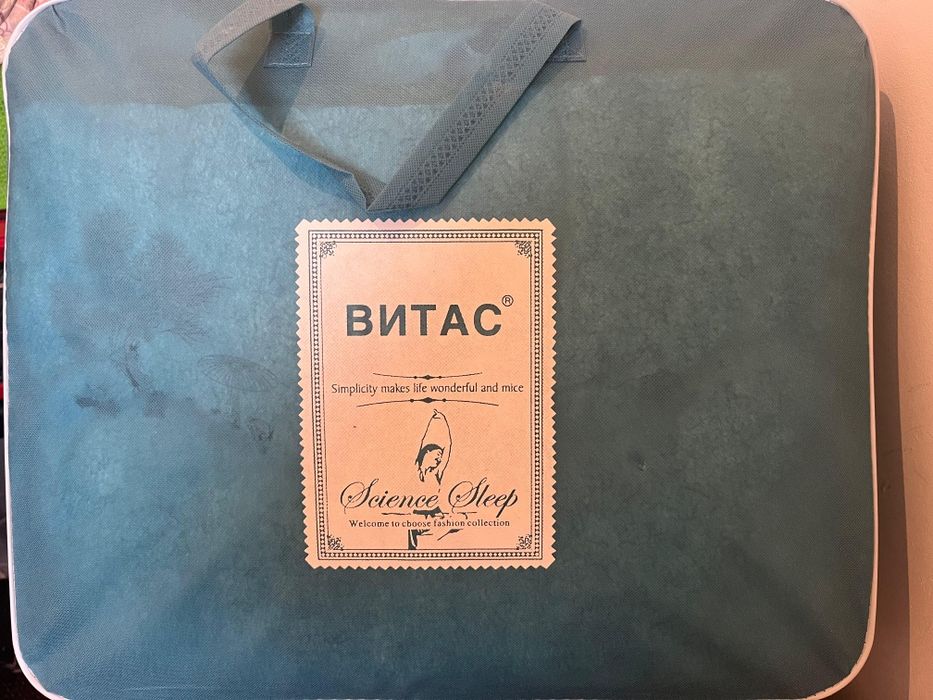 ВИТАС®
Simplicity makes life wonderful and mice
Science Sleep
Welcome to choose fashion collection